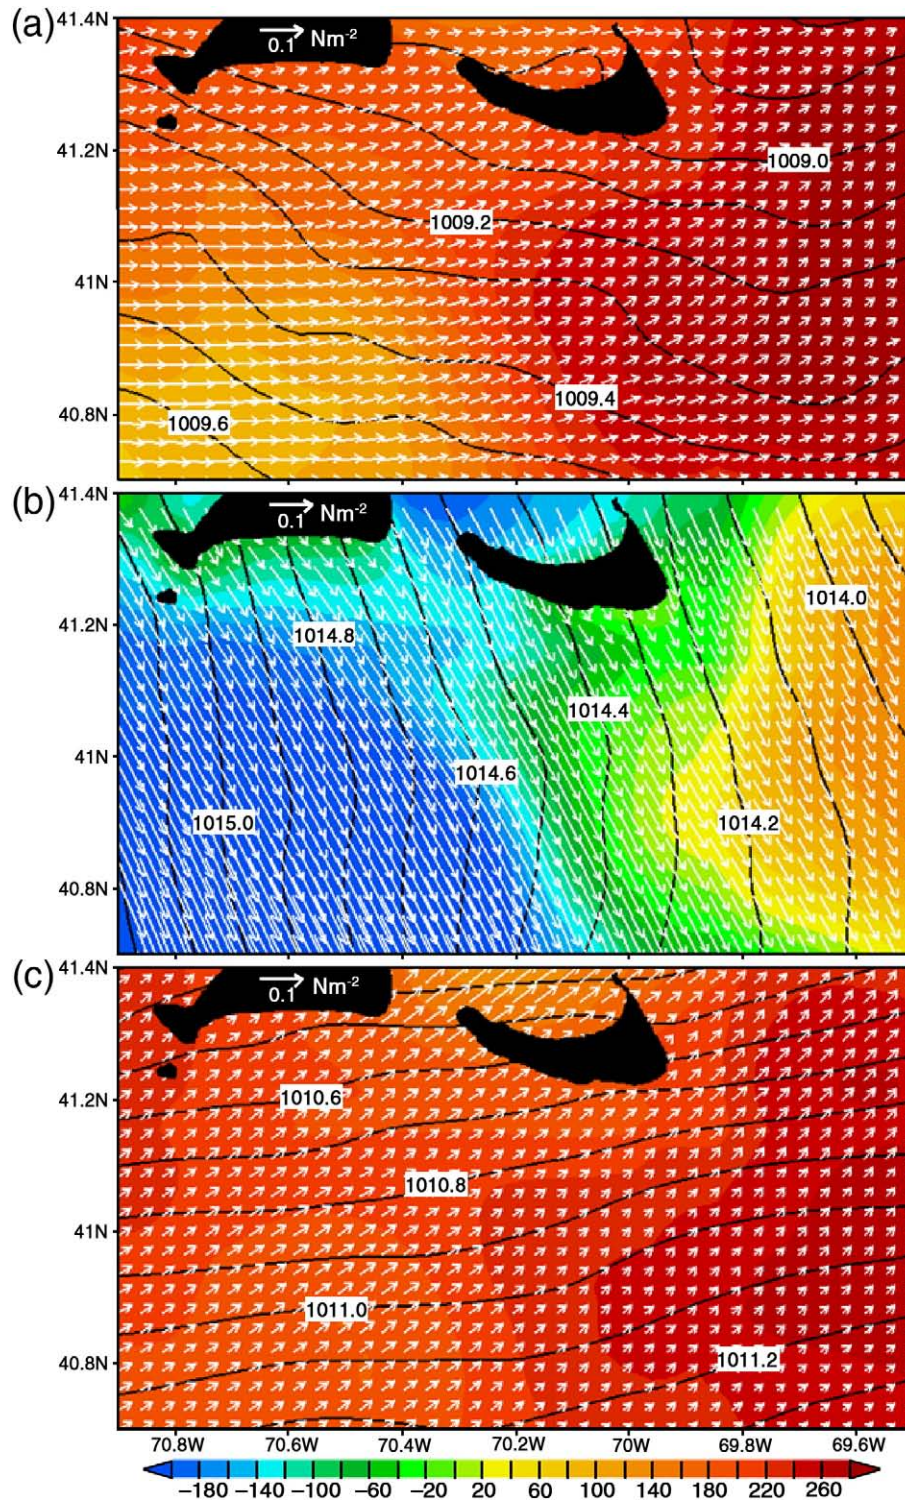 (a)
41.4N
0.1 Nm-2
41.2N
1009.0
1009.2
41N
1009.4
40.8N
1009.6
(b)
41.4N
0.1 Nm-2
1014.0
41.2N
1014.8
1014.4
41N
1014.6
1015.0
1014.2
40.8N
(c)
41.4N
0.1 Nm-2
41.2N
1010.6
1010.8
41N
1011.0
40.8N
1011.2
70.8W 70.6W 70.4W 70.2W 70W 69.8W 69.6W
−180 −140 −100 −60 −20 20 60 100 140 180 220 260